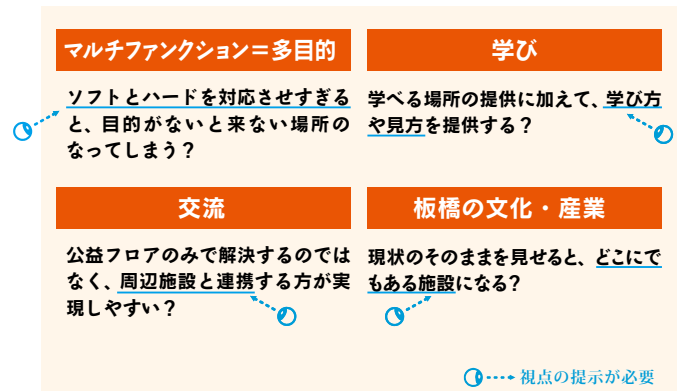 マルチファンクション＝多目的
ソフトとハードを対応させすぎる
と、目的がないと来ない場所の
なってしまう？
学び
学べる場所の提供に加えて、学び方
や見方を提供する？
交流
公益フロアのみで解決するのでは
なく、周辺施設と連携する方が実
現しやすい？
板橋の文化・産業
現状のそのままを見せると、どこにで
もある施設になる?
視点の提示が必要